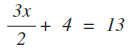 3x/2 + 4 = 13